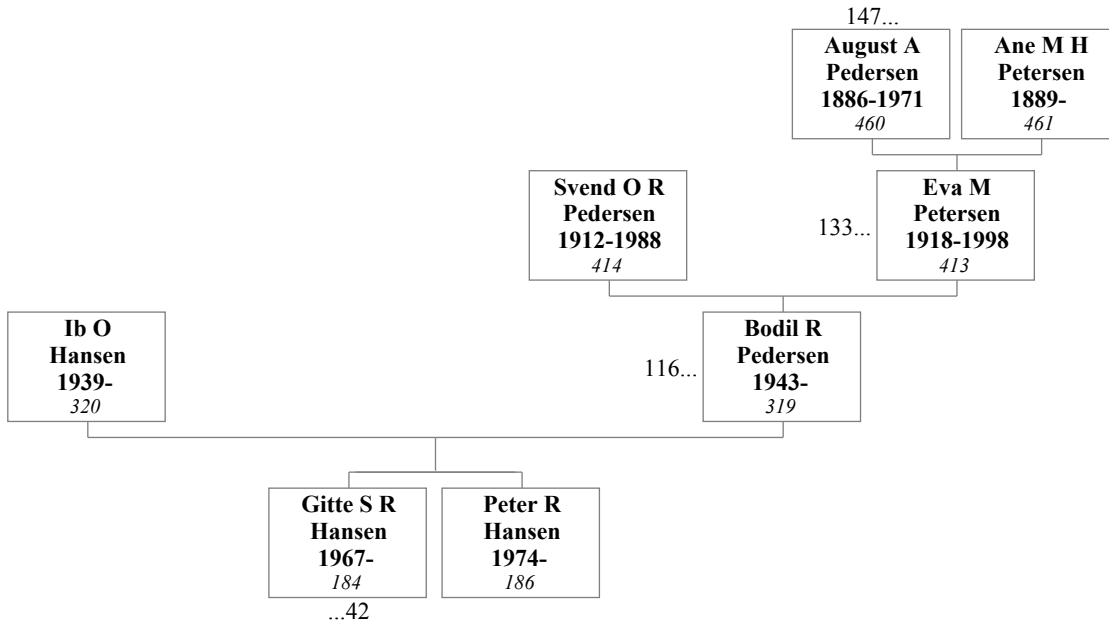 147...
August A
Pedersen
1886-1971
460
Ane M H
Petersen
1889-
461
Svend O R
Pedersen
1912-1988
414
133...
Eva M
Petersen
1918-1998
413
Ib O
Hansen
1939-
320
116...
Bodil R
Pedersen
1943-
319
Gitte S R
Hansen
1967-
184
...42
Peter R
Hansen
1974-
186